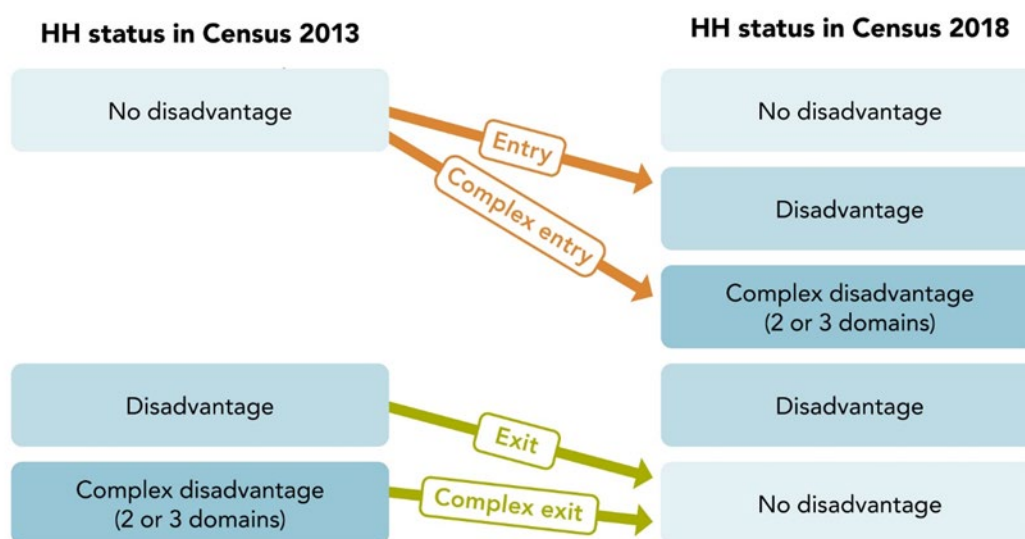 HH status in Census 2013
HH status in Census 2018
No disadvantage
No disadvantage
Entry
Complex entry
Disadvantage
Complex disadvantage
(2 or 3 domains)
Disadvantage
Disadvantage
Exit
Complex disadvantage
(2 or 3 domains)
Complex exit
No disadvantage